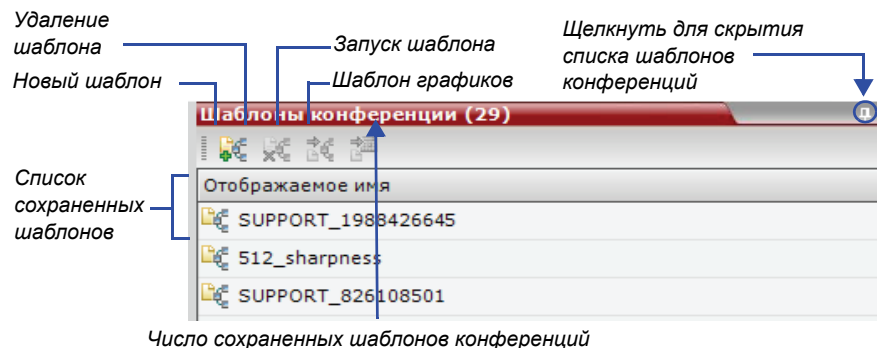 Удаление
шаблона
Новый шаблон
Запуск шаблона
Шаблон графиков
Щелкнуть для скрытия
списка шаблонов
конференций
Шаблоны конференции (29)
Список
сохраненных
шаблонов
Отображаемое имя
SUPPORT_1988426645
512_sharpness
SUPPORT_826108501
Число сохраненных шаблонов конференций